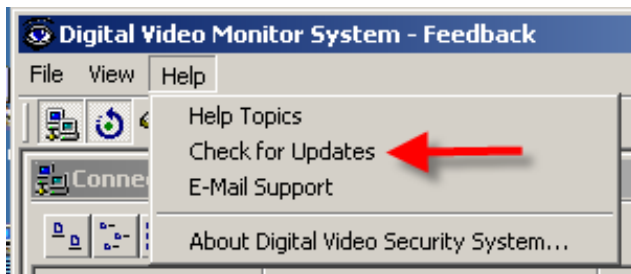 Digital Video Monitor System - Feedback
File View Help
Help Topics
Check for Updates
Conne
E-Mail Support
About Digital Video Security System...